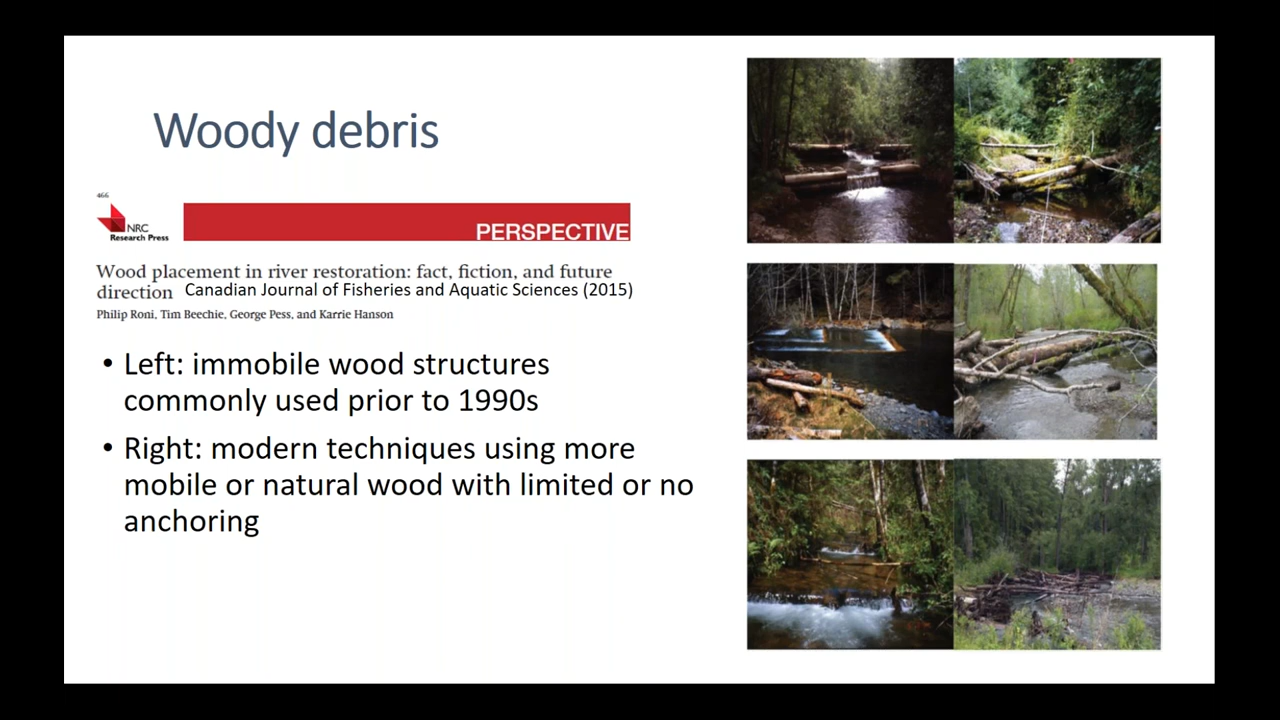 Woody debris
466
NRC
Research Press
PERSPECTIVE
Wood placement in river restoration: fact, fiction, and future
direction Canadian Journal of Fisheries and Aquatic Sciences (2015)
Philip Roni, Tim Beechie, George Pess, and Karrie Hanson
• Left: immobile wood structures
commonly used prior to 1990s
• Right: modern techniques using more
mobile or natural wood with limited or no
anchoring